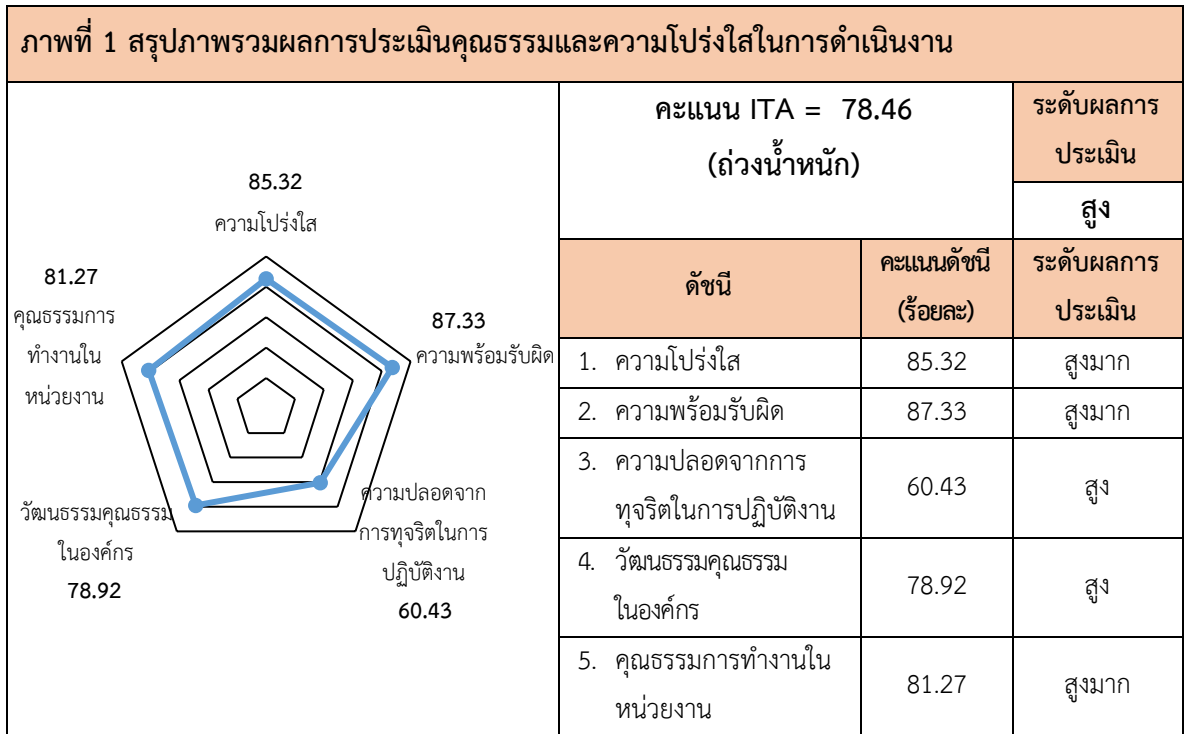 ภาพที่ 1 สรุปภาพรวมผลการประเมินคุณธรรมและความโปร่งใสในการดำเนินงาน
85.32
ความโปร่งใส
81.27
คุณธรรมการ
ทำงานใน
หน่วยงาน
87.33
ความพร้อมรับผิด
วัฒนธรรมคุณธรรม
ในองค์กร
78.92
ความปลอดจาก
การทุจริตในการ
ปฏิบัติงาน
60.43
คะแนน ITA = 78.46
(ถ่วงน้ำหนัก)
ระดับผลการ
ประเมิน
สูง
ดัชนี
คะแนนดัชนี
(ร้อยละ)
ระดับผลการ
ประเมิน
1. ความโปร่งใส
85.32
สูงมาก
2. ความพร้อมรับผิด
87.33
สูงมาก
3. ความปลอดจากการ
ทุจริตในการปฏิบัติงาน
60.43
สูง
4. วัฒนธรรมคุณธรรม
ในองค์กร
78.92
สูง
5. คุณธรรมการทำงานใน
หน่วยงาน
81.27
สูงมาก